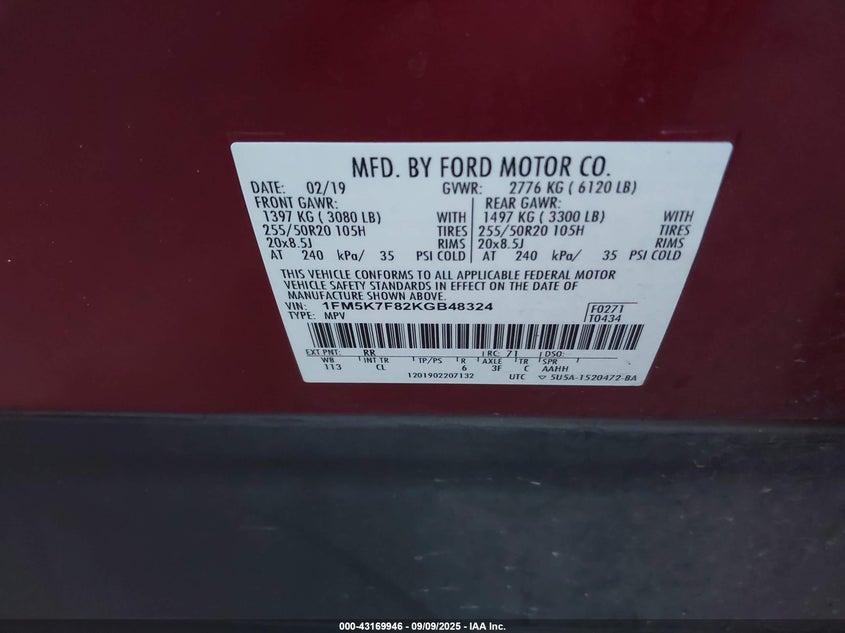 MFD. BY FORD MOTOR CO.
DATE: 02/19 GVWR: 2776 KG ( 6120 LB)
FRONT GAWR: REAR GAWR:
1397 KG ( 3080 LB) WITH 1497 KG ( 3300 LB) WITH
255/50R20 105H TIRES 255/50R20 105H TIRES
20x8.5J RIMS 20x8.5J RIMS
AT 240 kPa/ 35 PSI COLD AT 240 kPa/ 35 PSI COLD
THIS VEHICLE CONFORMS TO ALL APPLICABLE FEDERAL MOTOR
VEHICLE SAFETY STANDARDS IN EFFECT ON THE DATE OF
MANUFACTURE SHOWN ABOVE.
VIN: 1FM5K7F82KGB48324 F0271
TYPE: MPV T0434
EXT PNT: RR RC: 71 DSO:
WB INT TR TP/PS R AXLE TR SPR
113 CL 6 3F C AAHH
1201902207132 UTC ▽ 5U5A-1520472-BA
000-43169946 - 09/09/2025 - IAA Inc.